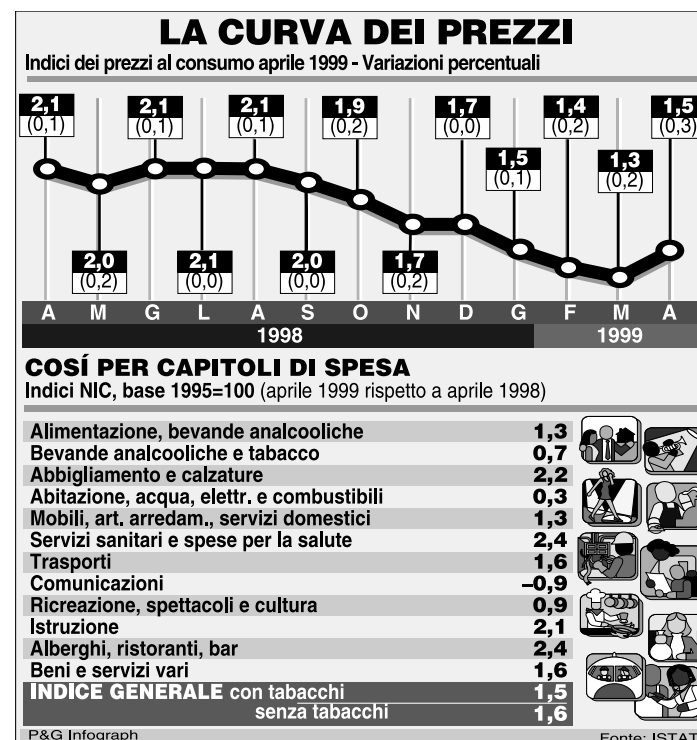 LA CURVA DEI PREZZI
Indici dei prezzi al consumo aprile 1999 - Variazioni percentuali
2,1 2,1 2,1 1,9 1,7 1,4 1,5
(0,1) (0,1) (0,1) (0,2) (0,0) (0,2) (0,3)
1,5 1,3
(0,1) (0,2)
2,0 2,1 2,0 1,7
(0,2) (0,0) (0,0) (0,2)
A M G L A S O N D G F M A
1998 1999
COSÍ PER CAPITOLI DI SPESA
Indici NIC, base 1995=100 (aprile 1999 rispetto a aprile 1998)
Alimentazione, bevande analcooliche 1,3
Bevande analcooliche e tabacco 0,7
Abbigliamento e calzature 2,2
Abitazione, acqua, elettr. e combustibili 0,3
Mobili, art. arredam., servizi domestici 1,3
Servizi sanitari e spese per la salute 2,4
Trasporti 1,6
Comunicazioni –0,9
Ricreazione, spettacoli e cultura 0,9
Istruzione 2,1
Alberghi, ristoranti, bar 2,4
Beni e servizi vari 1,6
INDICE GENERALE con tabacchi 1,5
senza tabacchi 1,6
P&G Infograph Fonte: ISTAT